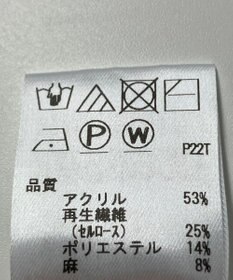 P W P22T
品質
アクリル 53%
再生繊維
(セルロース) 25%
ポリエステル 14%
麻 8%